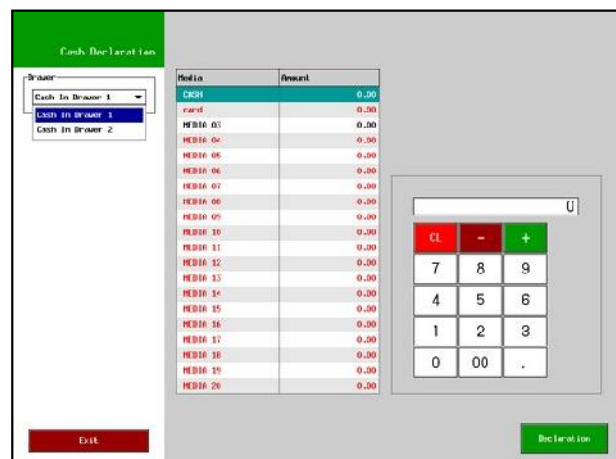 Cash Declaration
Drawer
Cash In Drawer 1
Cash In Drawer 1
Cash In Drawer 2
Media Amount
CASH 0.00
card 0.00
MEDIA 03 0.00
MEDIA 04 0.00
MEDIA 05 0.00
MEDIA 06 0.00
MEDIA 07 0.00
MEDIA 08 0.00
MEDIA 09 0.00
MEDIA 10 0.00
MEDIA 11 0.00
MEDIA 12 0.00
MEDIA 13 0.00
MEDIA 14 0.00
MEDIA 15 0.00
MEDIA 16 0.00
MEDIA 17 0.00
MEDIA 18 0.00
MEDIA 19 0.00
MEDIA 20 0.00
CL - +
7 8 9
4 5 6
1 2 3
0 00 .
Exit
Declaration